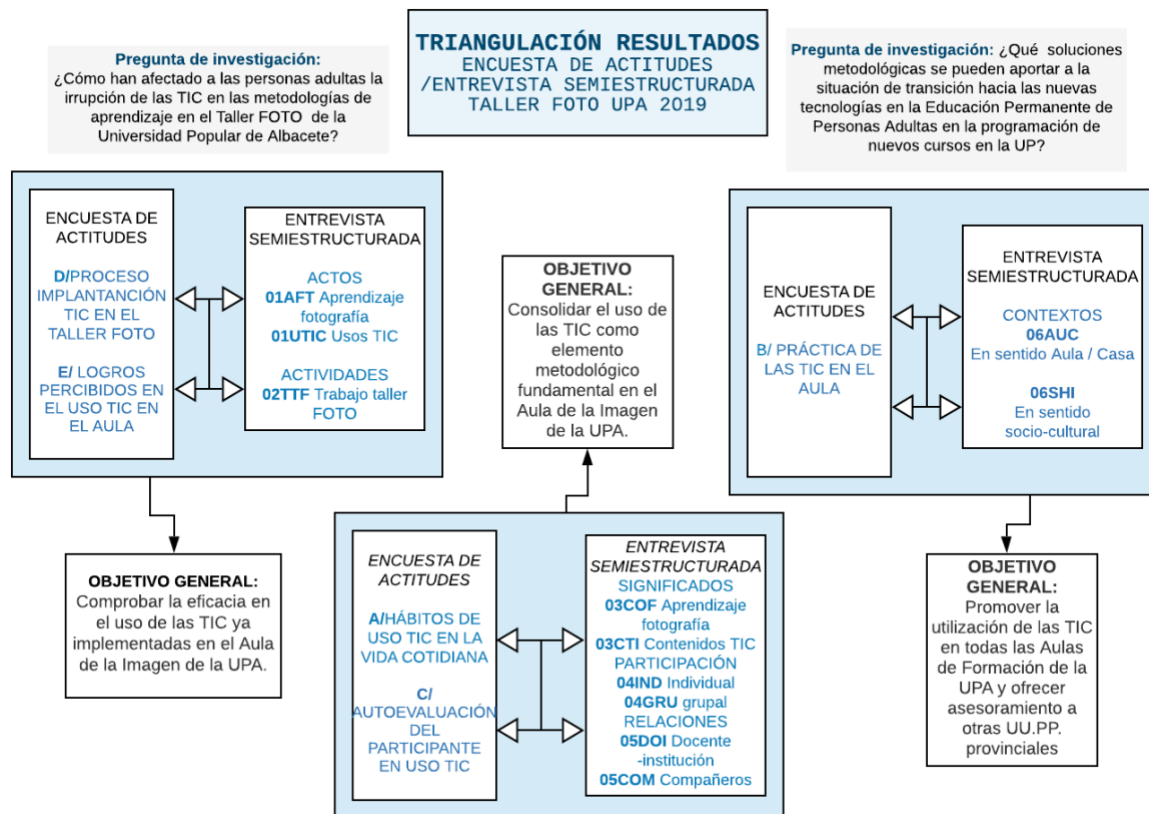 TRIANGULACIÓN RESULTADOS
ENCUESTA DE ACTITUDES
/ENTREVISTA SEMIESTRUCTURADA
TALLER FOTO UPA 2019
Pregunta de investigación:
¿Cómo han afectado a las personas adultas la
irrupción de las TIC en las metodologías de
aprendizaje en el Taller FOTO de la
Universidad Popular de Albacete?
Pregunta de investigación: ¿Qué soluciones
metodológicas se pueden aportar a la
situación de transición hacia las nuevas
tecnologías en la Educación Permanente de
Personas Adultas en la programación de
nuevos cursos en la UP?
ENCUESTA DE
ACTITUDES
D/PROCESO
IMPLANTANCIÓN
TIC EN EL
TALLER FOTO
E/ LOGROS
PERCIBIDOS EN
EL USO TIC EN
EL AULA
ENTREVISTA
SEMIESTRUCTURADA
ACTOS
01AFT Aprendizaje
fotografía
01UTIC Usos TIC
ACTIVIDADES
02TTF Trabajo taller
FOTO
OBJETIVO GENERAL:
Comprobar la eficacia en
el uso de las TIC ya
implementadas en el Aula
de la Imagen de la UPA.
OBJETIVO
GENERAL:
Consolidar el uso de
las TIC como
elemento
metodológico
fundamental en el
Aula de la Imagen
de la UPA.
ENCUESTA DE
ACTITUDES
A/HÁBITOS DE
USO TIC EN LA
VIDA COTIDIANA
C/
AUTOEVALUACIÓN
DEL
PARTICIPANTE
EN USO TIC
ENTREVISTA
SEMIESTRUCTURADA
SIGNIFICADOS
03COF Aprendizaje
fotografía
03CTI Contenidos TIC
PARTICIPACIÓN
04IND Individual
04GRU grupal
RELACIONES
05DOI Docente
-institución
05COM Compañeros
ENCUESTA DE
ACTITUDES
B/ PRÁCTICA DE
LAS TIC EN EL
AULA
ENTREVISTA
SEMIESTRUCTURADA
CONTEXTOS
06AUC
En sentido Aula / Casa
06SHI
En sentido
socio-cultural
OBJETIVO
GENERAL:
Promover la
utilización de las TIC
en todas las Aulas de
Formación de la
UPA y ofrecer
asesoramiento a
otras UU.PP.
provinciales